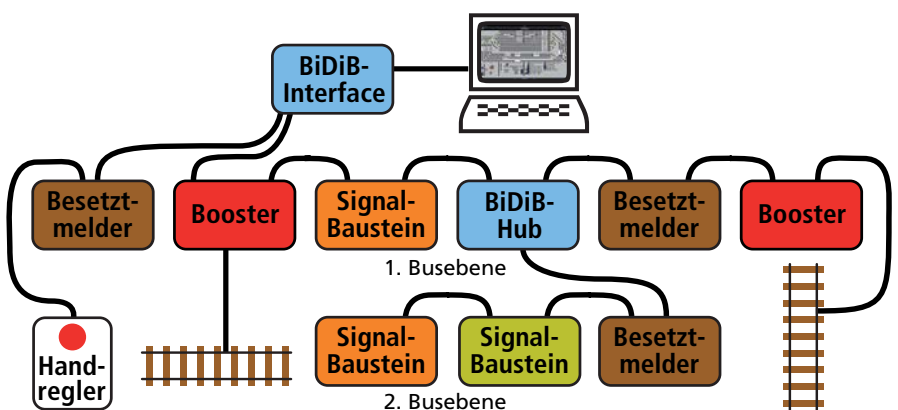 BiDiB-
Interface
Besetzt-
melder
Booster
Signal-
Baustein
BiDiB-
Hub
Besetzt-
melder
Booster
1. Busebene
Hand-
regler
Signal-
Baustein
Signal-
Baustein
Besetzt-
melder
2. Busebene